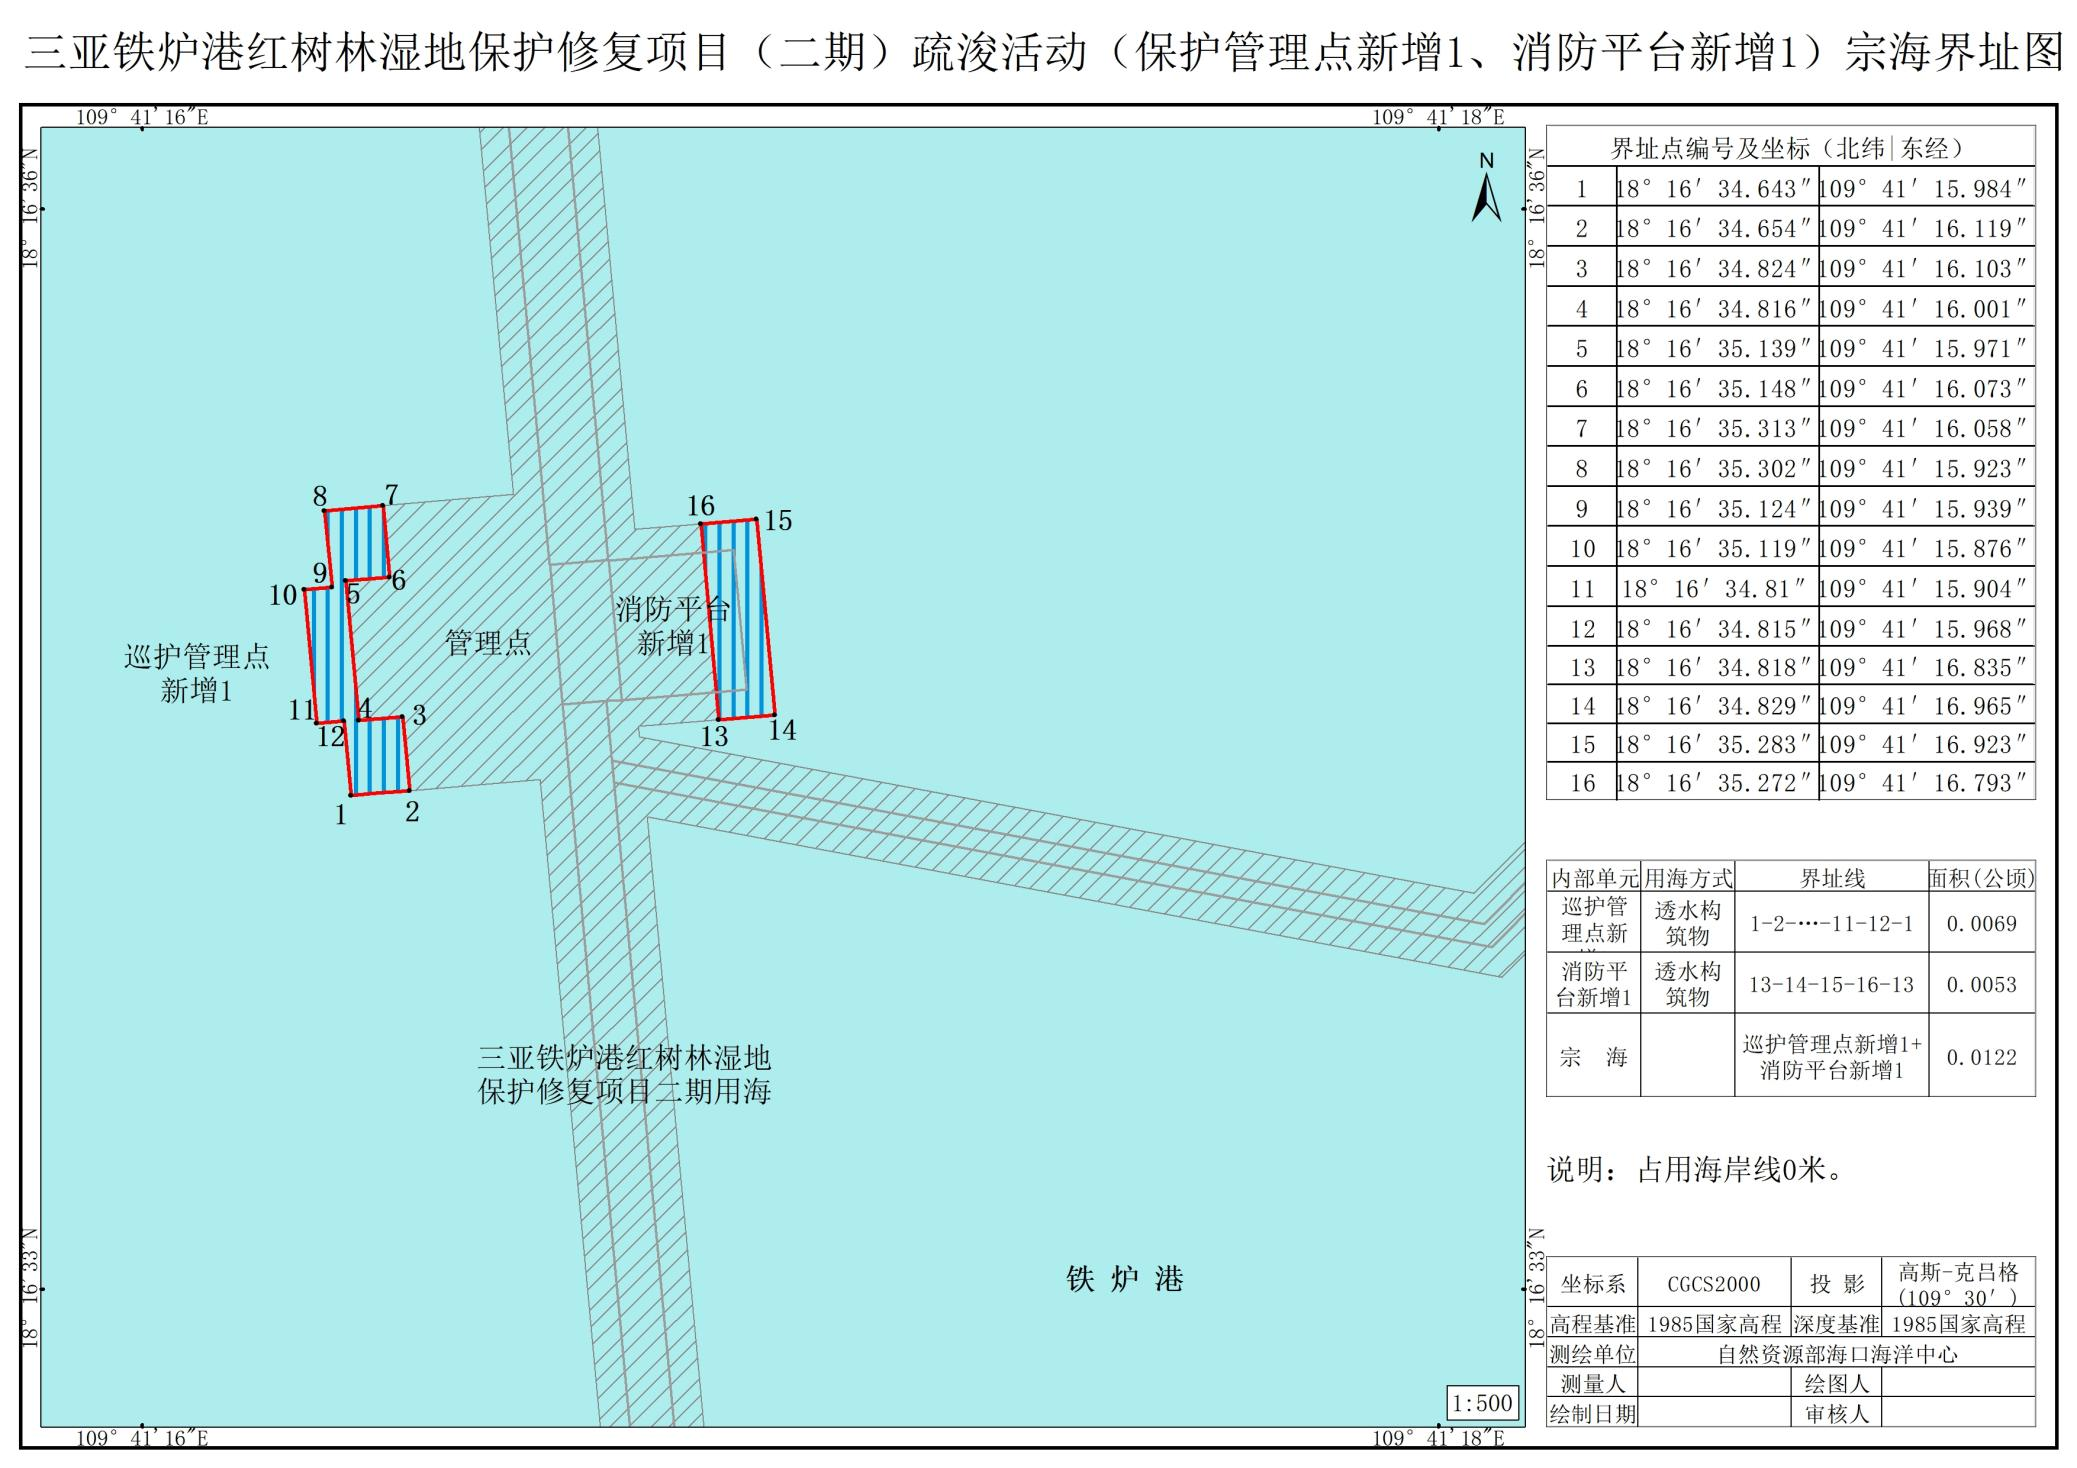 三亚铁炉港红树林湿地保护修复项目（二期）疏浚活动（保护管理点新增1、消防平台新增1）宗海界址图
109° 41'16"E
109° 41'18"E
18° 16'36"N
18° 16'36"N
N
8
7
9
6
10
5
11
4
3
12
1
2
16
15
13
14
巡护管理点
新增1
管理点
消防平台
新增1
三亚铁炉港红树林湿地
保护修复项目二期用海
铁 炉 港
18° 16'33"N
18° 16'33"N
1:500
109° 41'16"E
109° 41'18"E
界址点编号及坐标（北纬|东经）
1 18° 16′ 34.643″ 109° 41′ 15.984″
2 18° 16′ 34.654″ 109° 41′ 16.119″
3 18° 16′ 34.824″ 109° 41′ 16.103″
4 18° 16′ 34.816″ 109° 41′ 16.001″
5 18° 16′ 35.139″ 109° 41′ 15.971″
6 18° 16′ 35.148″ 109° 41′ 16.073″
7 18° 16′ 35.313″ 109° 41′ 16.058″
8 18° 16′ 35.302″ 109° 41′ 15.923″
9 18° 16′ 35.124″ 109° 41′ 15.939″
10 18° 16′ 35.119″ 109° 41′ 15.876″
11 18° 16′ 34.81″ 109° 41′ 15.904″
12 18° 16′ 34.815″ 109° 41′ 15.968″
13 18° 16′ 34.818″ 109° 41′ 16.835″
14 18° 16′ 34.829″ 109° 41′ 16.965″
15 18° 16′ 35.283″ 109° 41′ 16.923″
16 18° 16′ 35.272″ 109° 41′ 16.793″
内部单元 用海方式 界址线 面积(公顷)
巡护管
理点新
透水构
筑物
1-2-…-11-12-1
0.0069
消防平
台新增1
透水构
筑物
13-14-15-16-13
0.0053
宗 海
巡护管理点新增1+
消防平台新增1
0.0122
说明：占用海岸线0米。
坐标系 CGCS2000 投 影
高斯-克吕格
(109° 30′)
高程基准 1985国家高程 深度基准 1985国家高程
测绘单位 自然资源部海口海洋中心
测量人 绘图人
绘制日期 审核人